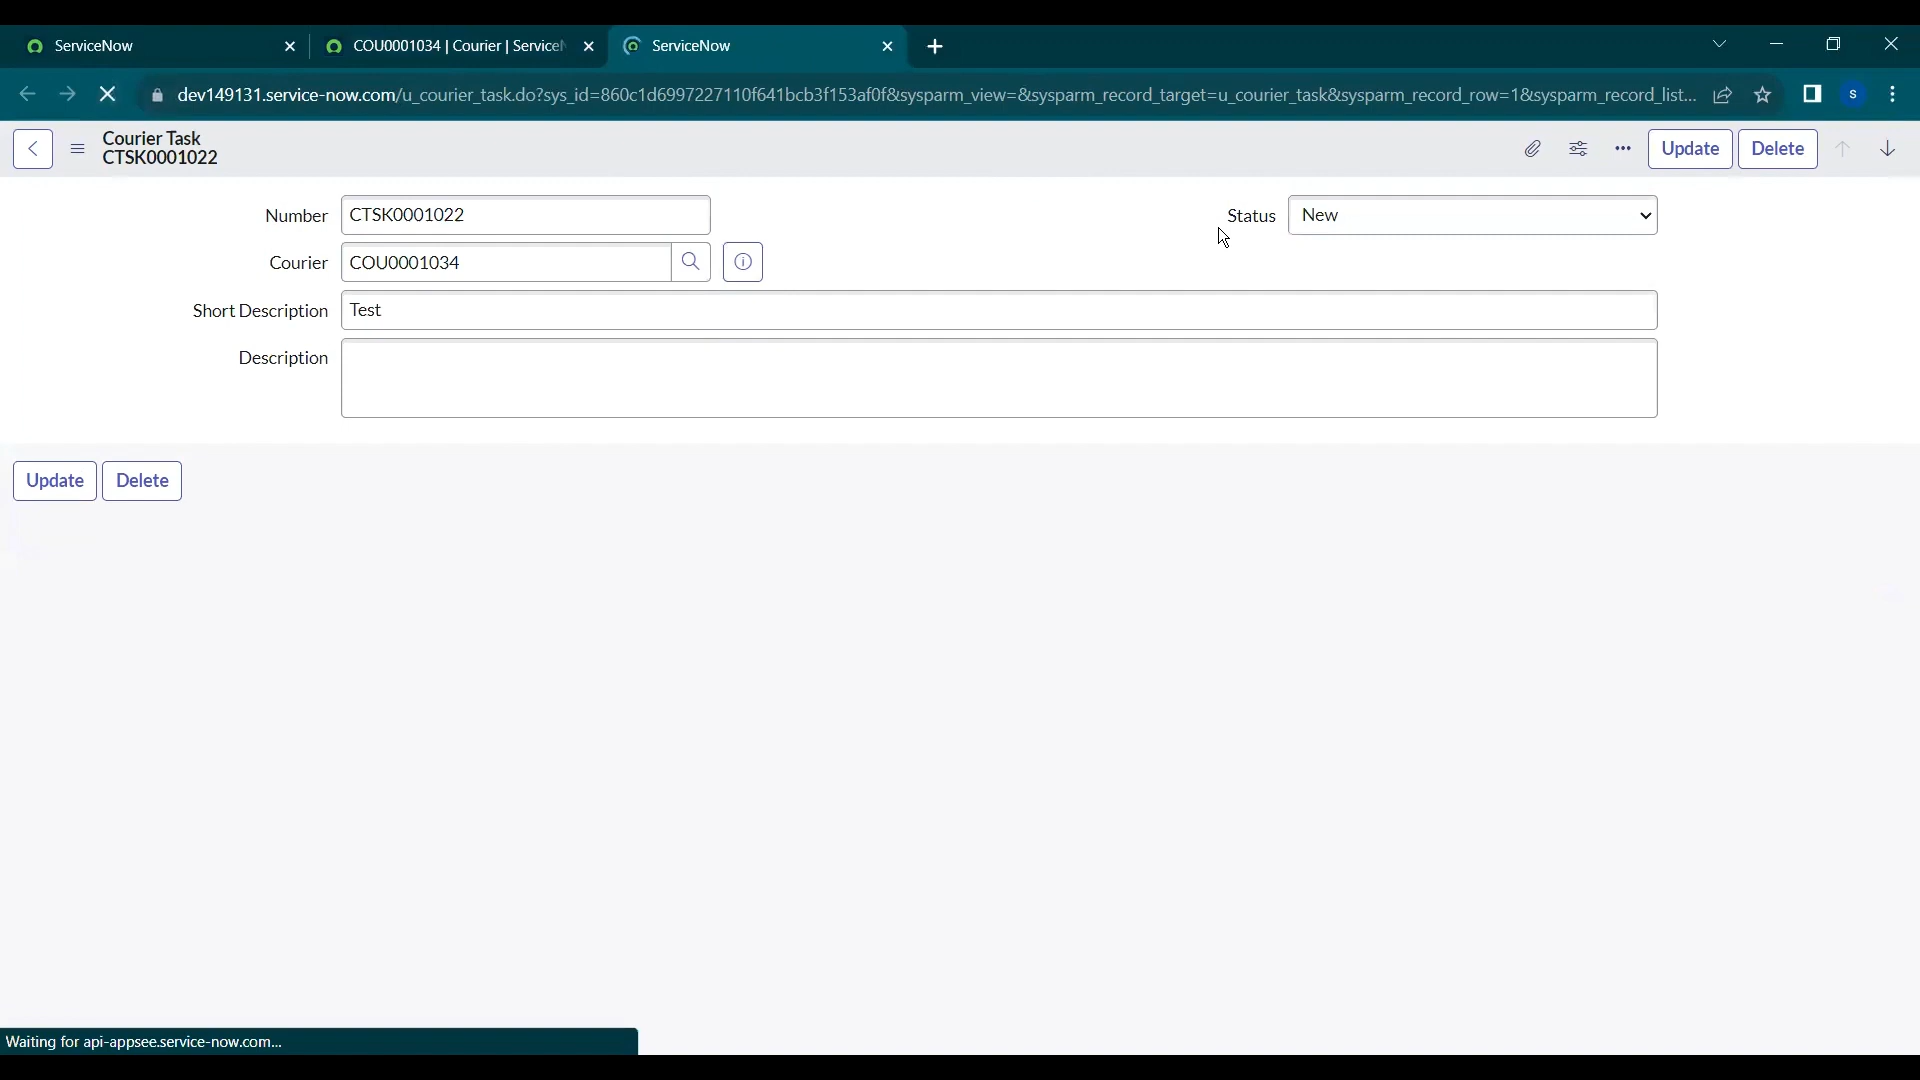 ServiceNow
COU0001034 | Courier | Service
ServiceNow
dev149131.service-now.com/u_courier_task.do?sys_id=860c1d6997227110f641bcb3f153af0f&sysparm_view=&sysparm_record_target=u_courier_task&sysparm_record_row=1&sysparm_record_list...
S
Courier Task
CTSK0001022
Update
Delete
Number
CTSK0001022
Status
New
Courier
COU0001034
Short Description
Test
Description
Update
Delete
Waiting for api-appsee.service-now.com...